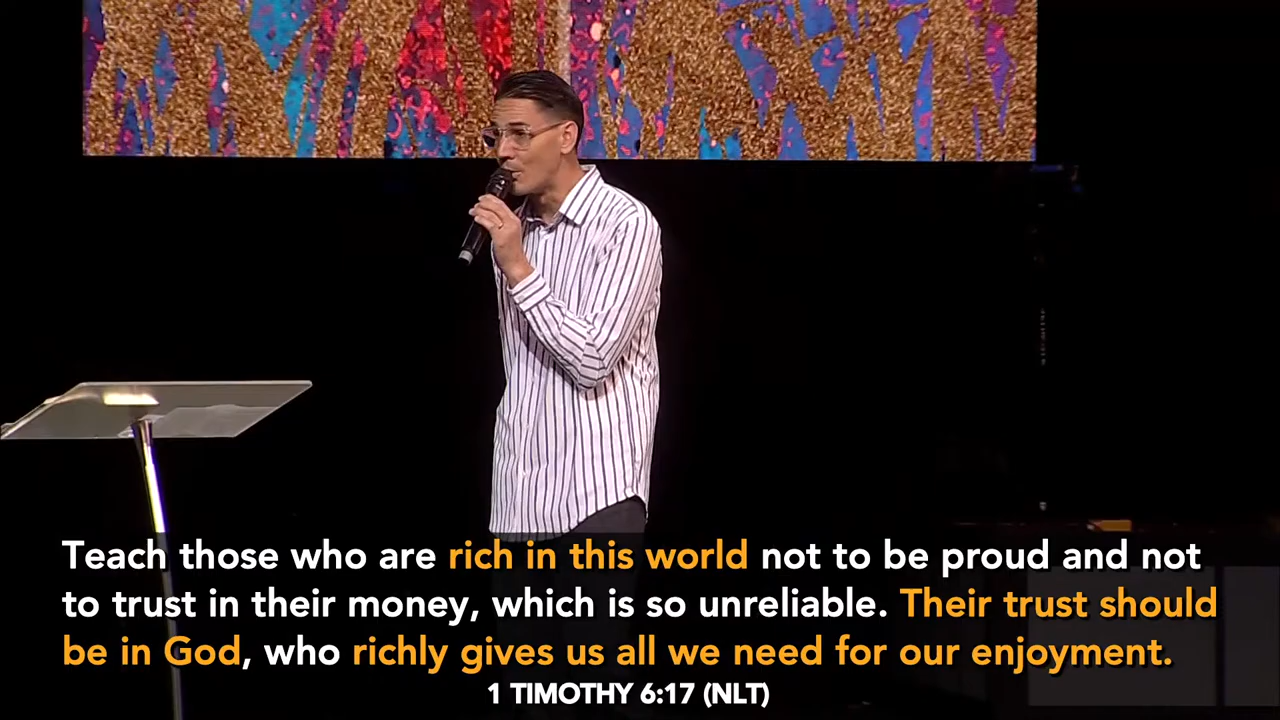 Teach those who are rich in this world not to be proud and not
to trust in their money, which is so unreliable. Their trust should
be in God, who richly gives us all we need for our enjoyment.
1 TIMOTHY 6:17 (NLT)